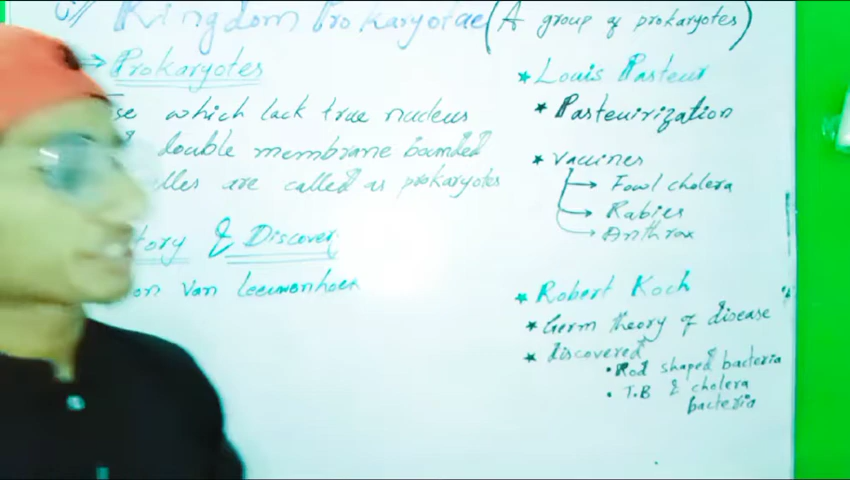 Kingdom Prokaryotae (A group of prokaryotes)
Prokaryotes
which lack true nucleus
double membrane bounded
are called as prokaryotes
& Discovery
Van Leeuwenhoek
* Louis Pasteur
* Pasteurization
* Vaccines
→ Fowl cholera
→ Rabies
→ Anthrax
* Robert Koch
* Germ theory of disease
* discovered
• Rod shaped bacteria
• T.B & cholera
bacteria